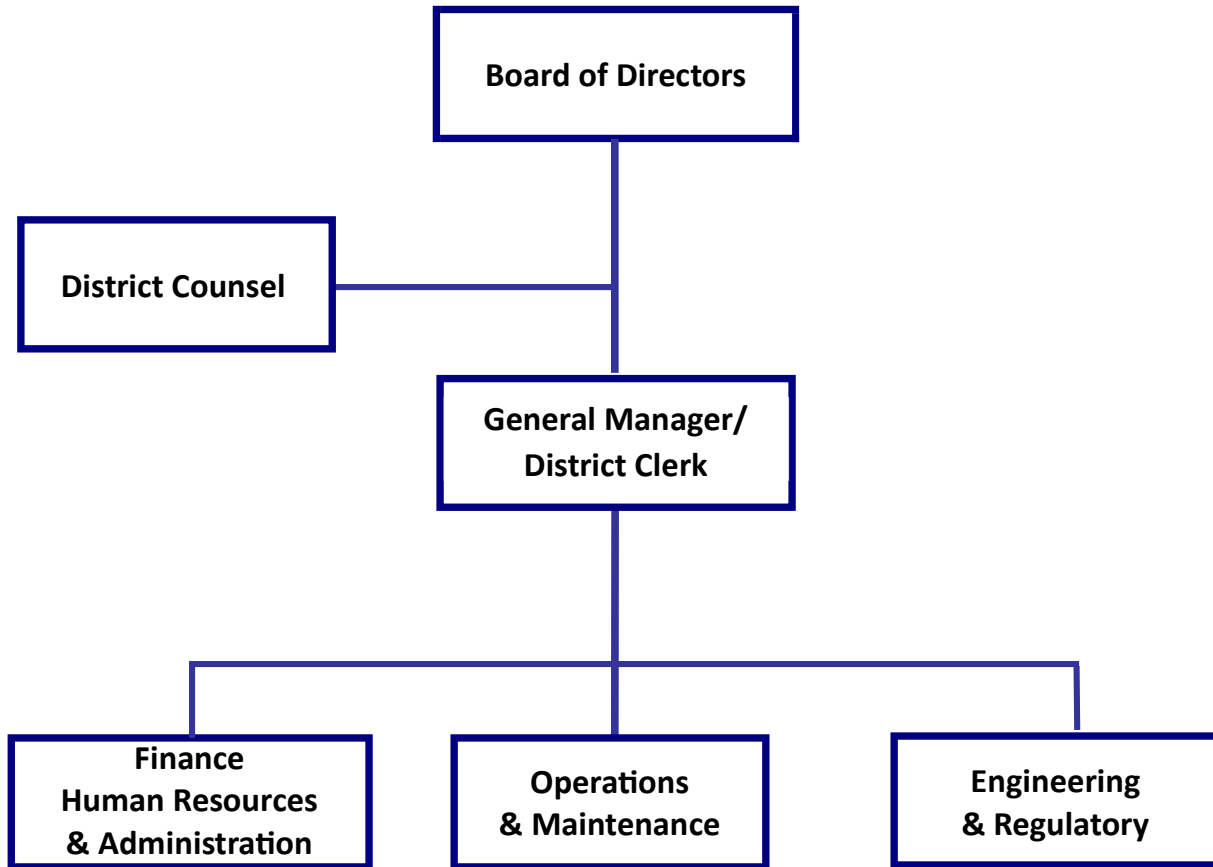 Board of Directors
District Counsel
General Manager/
District Clerk
Finance
Human Resources
& Administration
Operations
& Maintenance
Engineering
& Regulatory